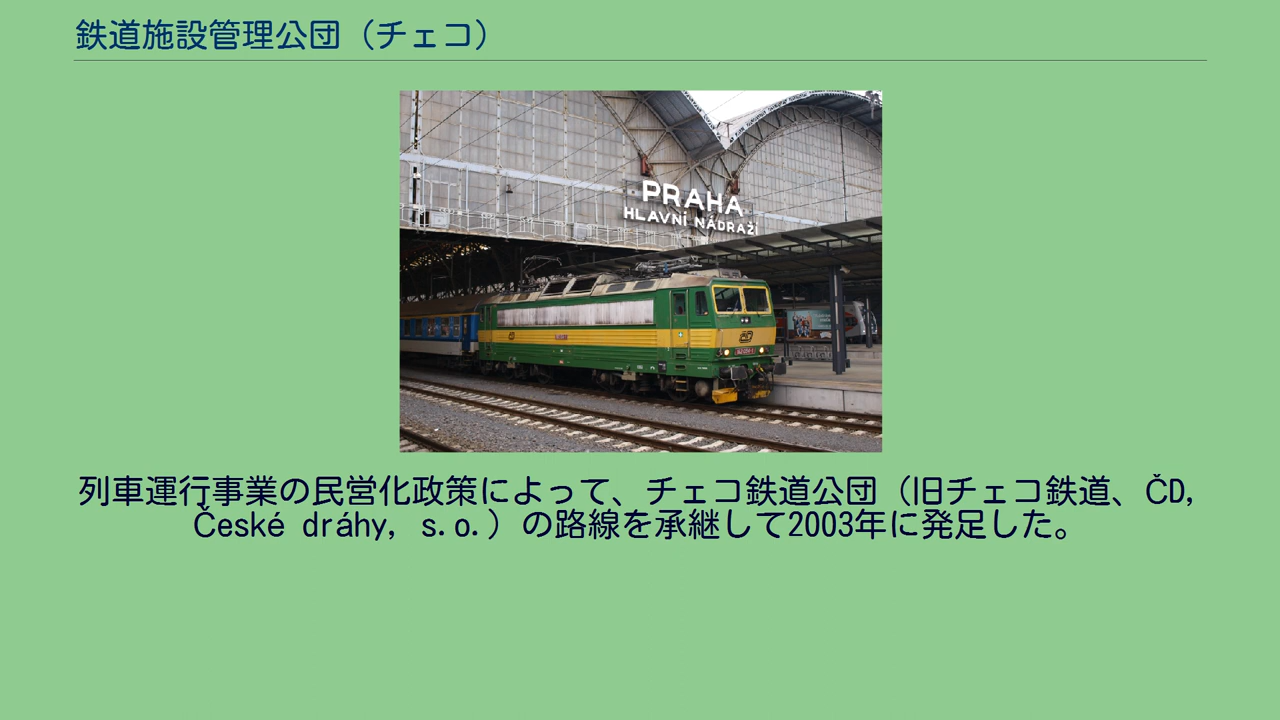 鉄道施設管理公団（チェコ）
PRAHA
HLAVNÍ NÁDRAŽÍ
列車運行事業の民営化政策によって、チェコ鉄道公団（旧チェコ鉄道、ČD,
České dráhy, s.o.）の路線を承継して2003年に発足した。